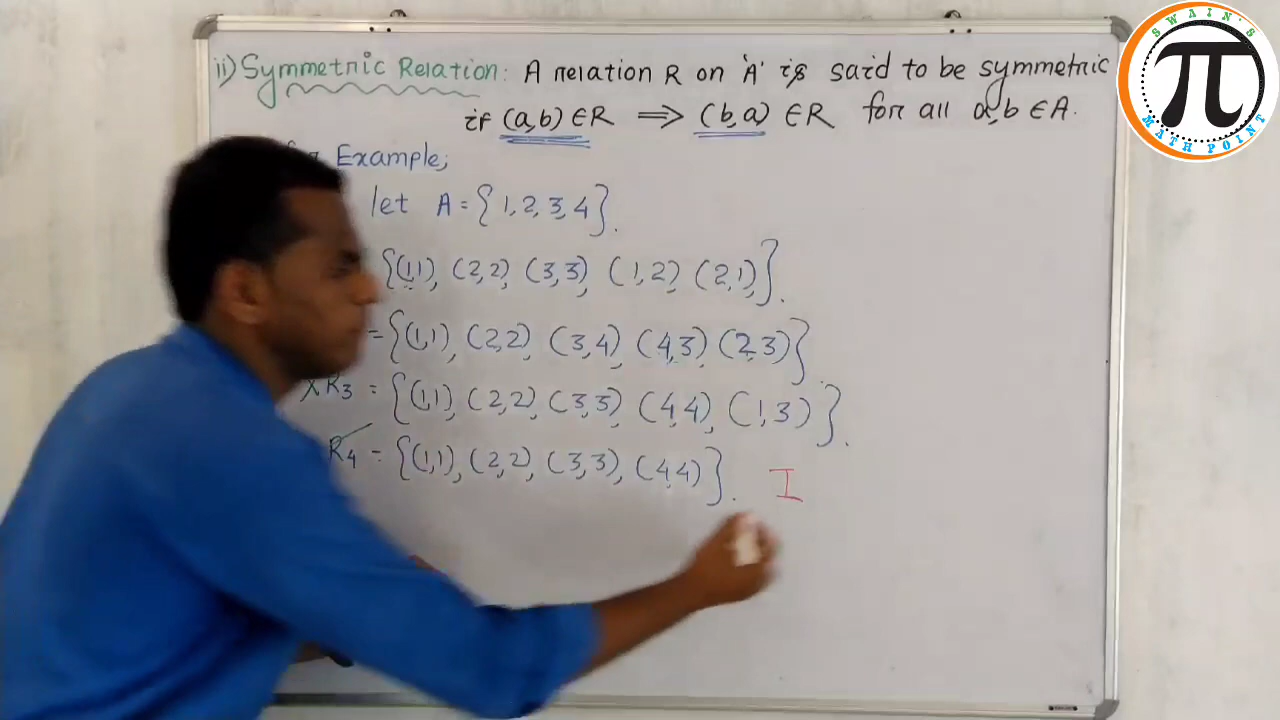 ii) Symmetric Relation: A relation R on 'A' is said to be symmetric
if (a,b) ∈ R ⟹ (b,a) ∈ R for all a,b ∈ A.
Example;
let A = { 1, 2, 3, 4 }.
{(1,1), (2,2), (3,3), (1,2), (2,1),}.
= {(1,1), (2,2), (3,4), (4,3), (2,3)}.
X R3 = {(1,1), (2,2), (3,3), (4,4), (1,3)}.
R4 = {(1,1), (2,2), (3,3), (4,4)}. I
SWAIN'S
π
MATH POINT